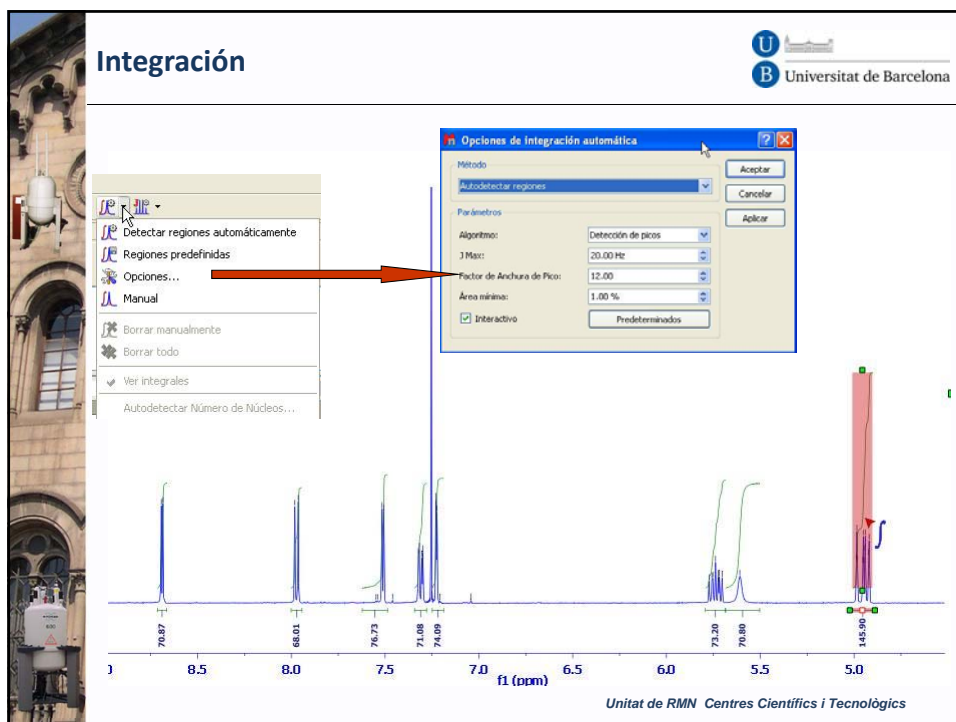 Integración
U
B Universitat de Barcelona
Opciones de integración automática
Método
Autodetectar regiones
Aceptar
Cancelar
Aplicar
Parámetros
Algoritmo: Detección de picos
J Max: 20.00 Hz
Factor de Anchura de Pico: 12.00
Área mínima: 1.00 %
Interactivo
Predeterminados
Detectar regiones automáticamente
Regiones predefinidas
Opciones...
Manual
Borrar manualmente
Borrar todo
Ver integrales
Autodetectar Número de Núcleos...
70.87 68.01 76.73 71.08 74.09 73.20 70.80 145.90
8.5 8.0 7.5 7.0 6.5 6.0 5.5 5.0
f1 (ppm)
Unitat de RMN Centres Científics i Tecnològics